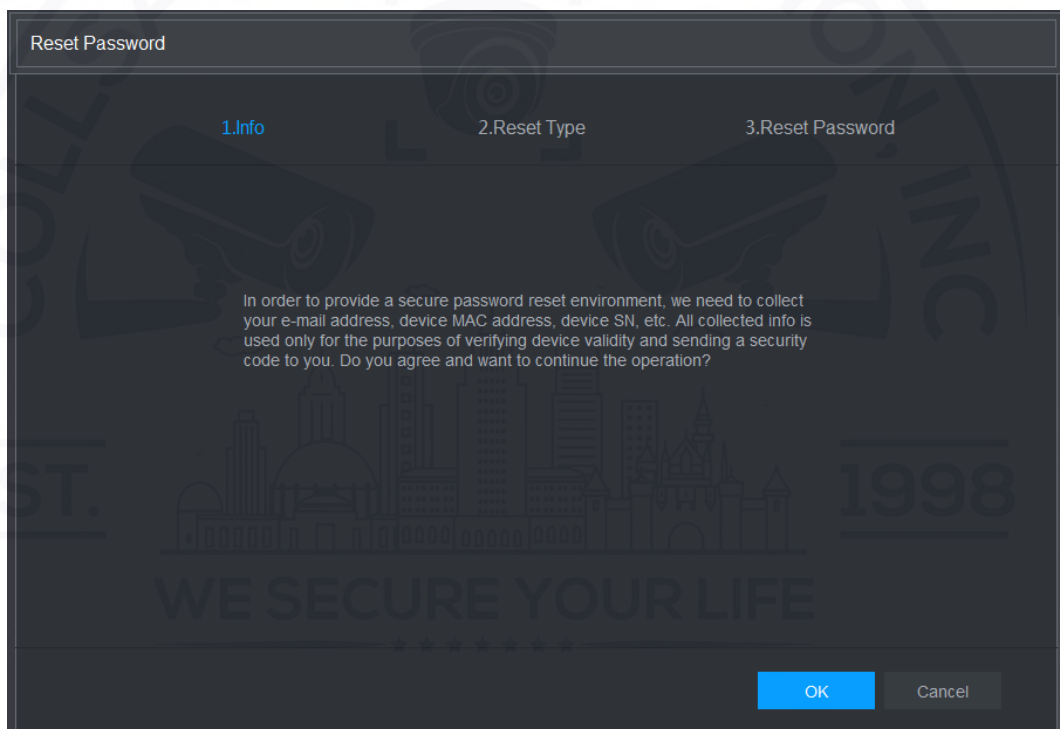 Reset Password
1.Info
2.Reset Type
3.Reset Password
In order to provide a secure password reset environment, we need to collect
your e-mail address, device MAC address, device SN, etc. All collected info is
used only for the purposes of verifying device validity and sending a security
code to you. Do you agree and want to continue the operation?
ST.
1998
WE SECURE YOUR LIFE
OK
Cancel